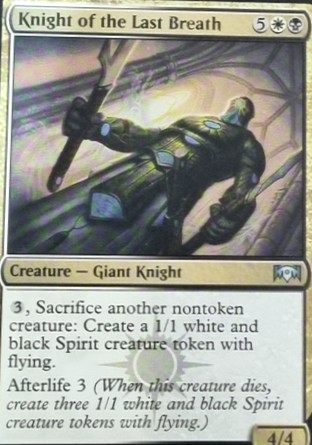 Knight of the Last Breath 5
Creature — Giant Knight
3, Sacrifice another nontoken
creature: Create a 1/1 white and
black Spirit creature token with
flying.
Afterlife 3 (When this creature dies,
create three 1/1 white and black Spirit
creature tokens with flying.)
4/4